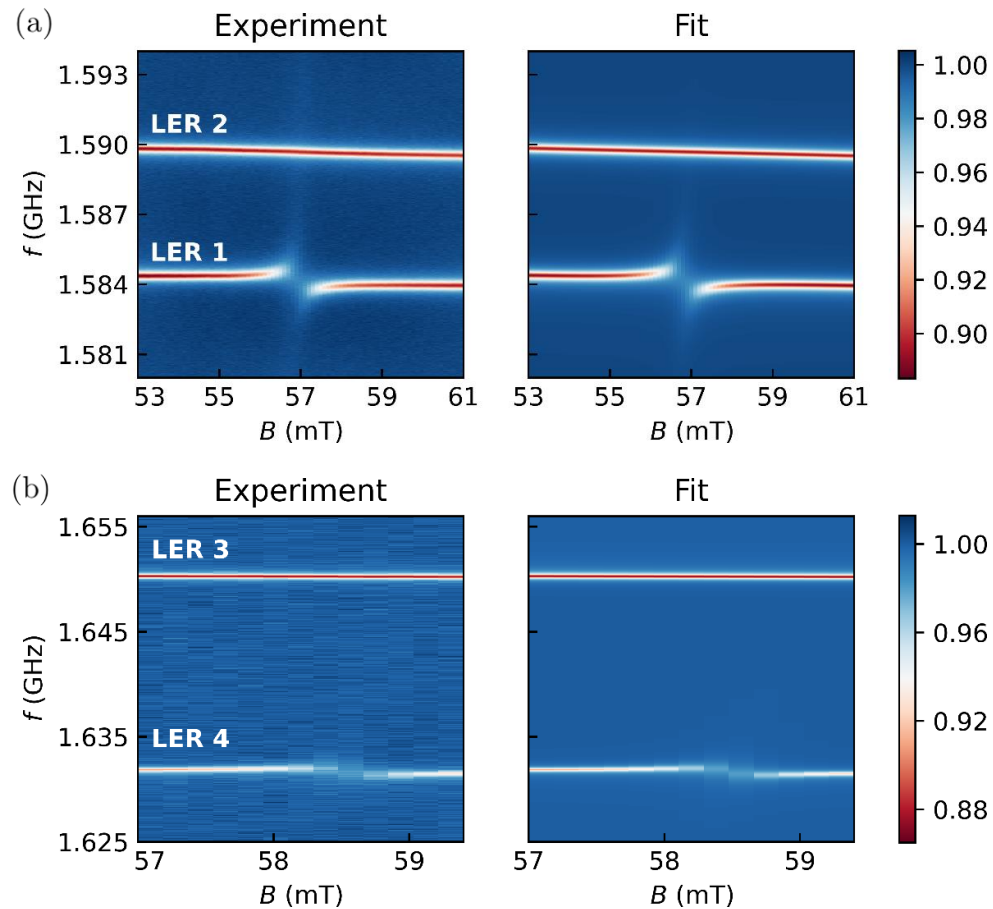 (a)
Experiment
Fit
1.593
1.590
1.587
1.584
1.581
f (GHz)
LER 2
LER 1
53 55 57 59 61
B (mT)
53 55 57 59 61
B (mT)
1.00
0.98
0.96
0.94
0.92
0.90
(b)
Experiment
Fit
1.655
1.645
1.635
1.625
f (GHz)
LER 3
LER 4
57 58 59
B (mT)
57 58 59
B (mT)
1.00
0.96
0.92
0.88